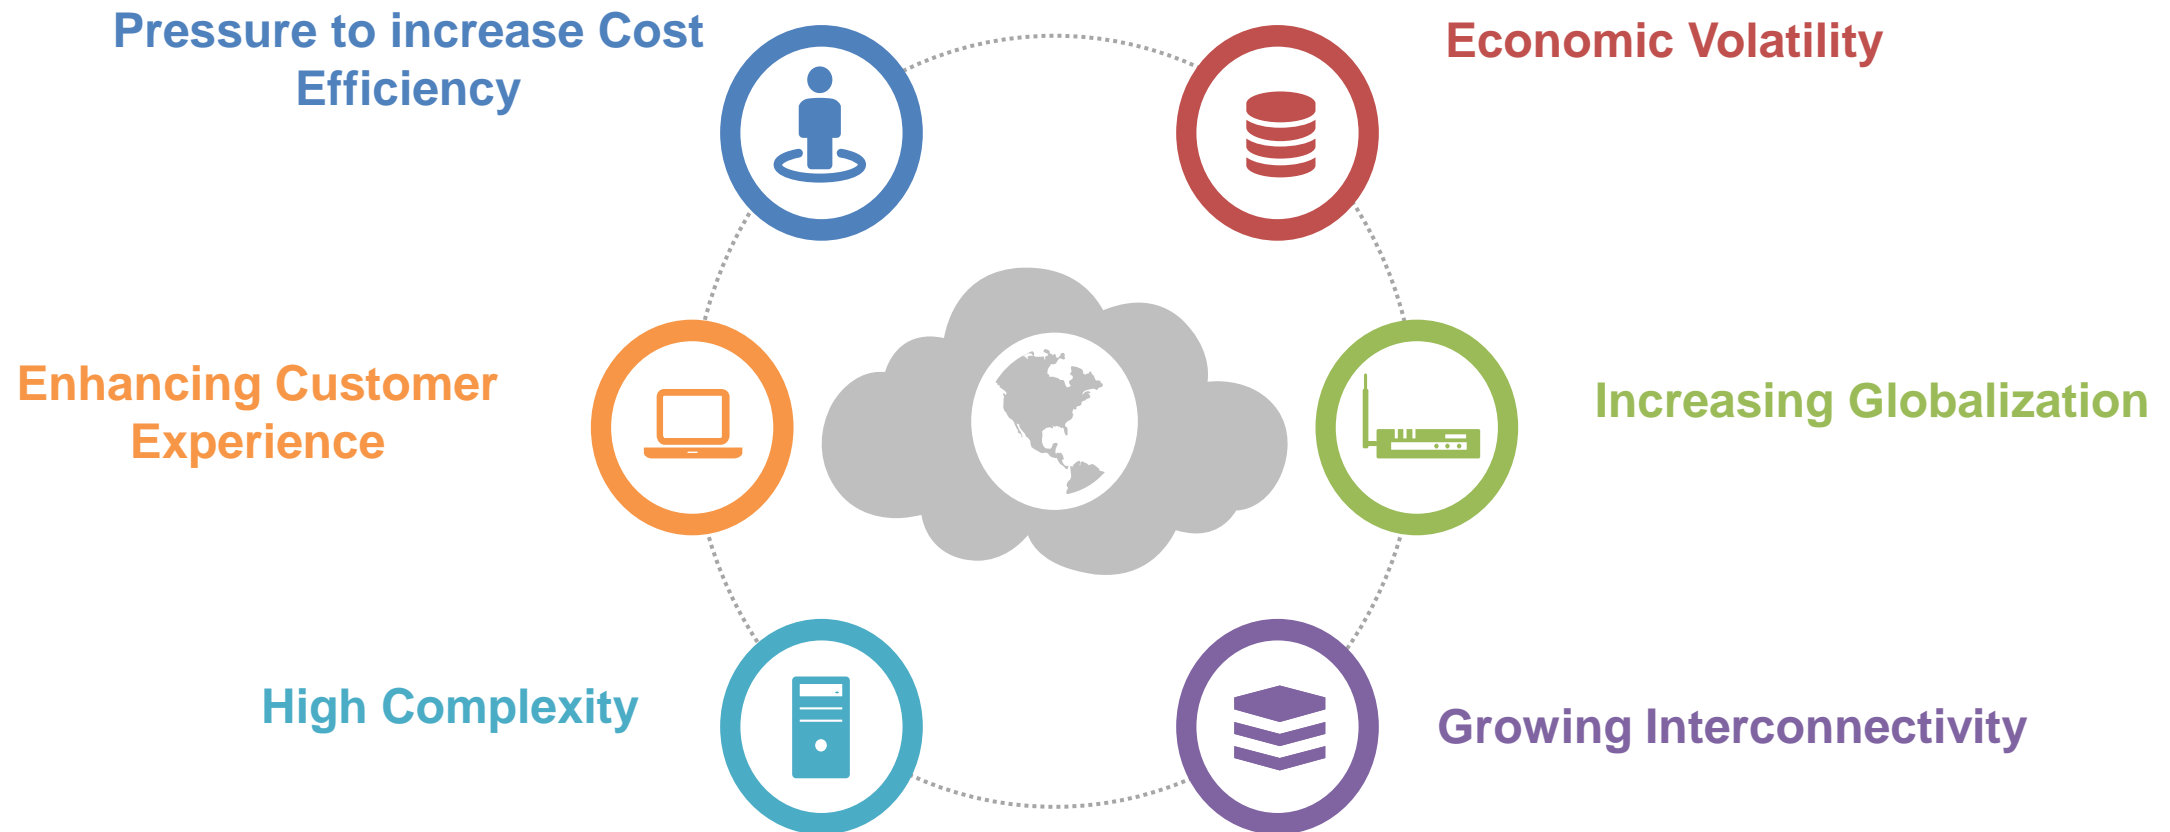 Pressure to increase Cost
Efficiency
Economic Volatility
Enhancing Customer
Experience
Increasing Globalization
High Complexity
Growing Interconnectivity